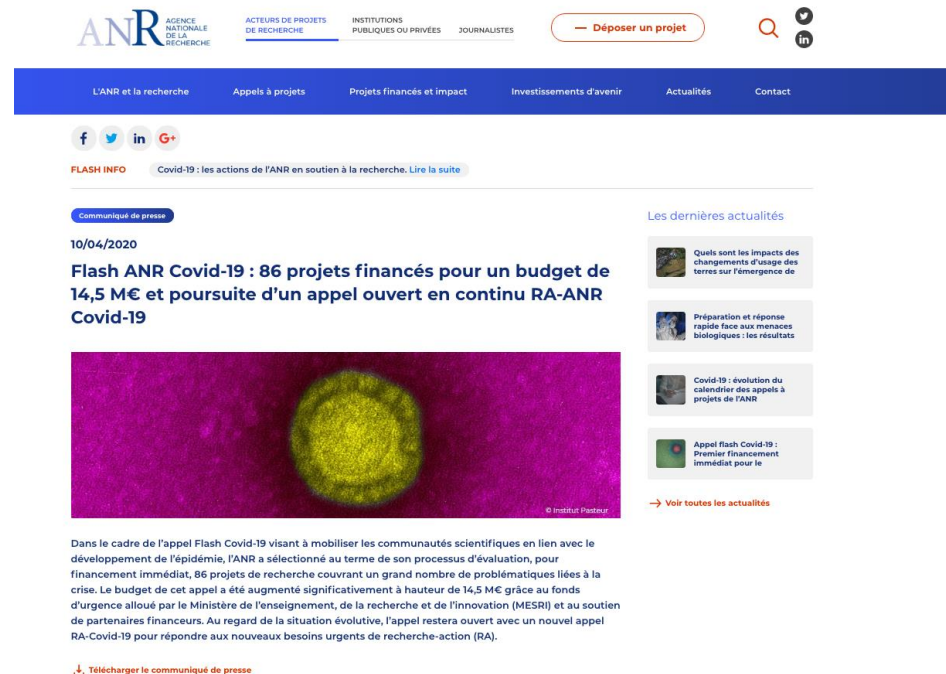 ANR AGENCE
NATIONALE
DE LA
RECHERCHE
ACTEURS DE PROJETS
DE RECHERCHE
INSTITUTIONS
PUBLIQUES OU PRIVÉES
JOURNALISTES
— Déposer un projet
in
L'ANR et la recherche
Appels à projets
Projets financés et impact
Investissements d'avenir
Actualités
Contact
f in G+
FLASH INFO
Covid-19 : les actions de l'ANR en soutien à la recherche. Lire la suite
Communiqué de presse
10/04/2020
Flash ANR Covid-19 : 86 projets financés pour un budget de
14,5 M€ et poursuite d'un appel ouvert en continu RA-ANR
Covid-19
© Institut Pasteur
Dans le cadre de l'appel Flash Covid-19 visant à mobiliser les communautés scientifiques en lien avec le
développement de l'épidémie, l'ANR a sélectionné au terme de son processus d'évaluation, pour
financement immédiat, 86 projets de recherche couvrant un grand nombre de problématiques liées à la
crise. Le budget de cet appel a été augmenté significativement à hauteur de 14,5 M€ grâce au fonds
d'urgence alloué par le Ministère de l'enseignement, de la recherche et de l'innovation (MESRI) et au soutien
de partenaires financeurs. Au regard de la situation évolutive, l'appel restera ouvert avec un nouvel appel
RA-Covid-19 pour répondre aux nouveaux besoins urgents de recherche-action (RA).
Télécharger le communiqué de presse
Les dernières actualités
Quels sont les impacts des
changements d'usage des
terres sur l'émergence de
Préparation et réponse
rapide face aux menaces
biologiques : les résultats
Covid-19 : évolution du
calendrier des appels à
projets de l'ANR
Appel flash Covid-19 :
Premier financement
immédiat pour le
Voir toutes les actualités